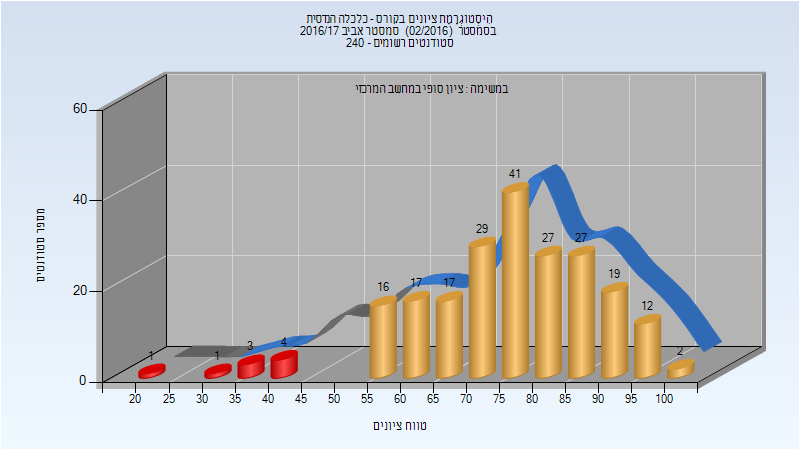 היסטוגרמת ציונים בקורס - כלכלה הנדסית
בסמסטר (02/2016) סמסטר אביב 2016/17
סטודנטים רשומים - 240
במשימה : ציון סופי במחשב המרכזי
מספר סטודנטים
60
40
20
0
1
1
3
4
16
17
17
29
41
27
27
19
12
2
20 25 30 35 40 45 50 55 60 65 70 75 80 85 90 95 100
טווח ציונים